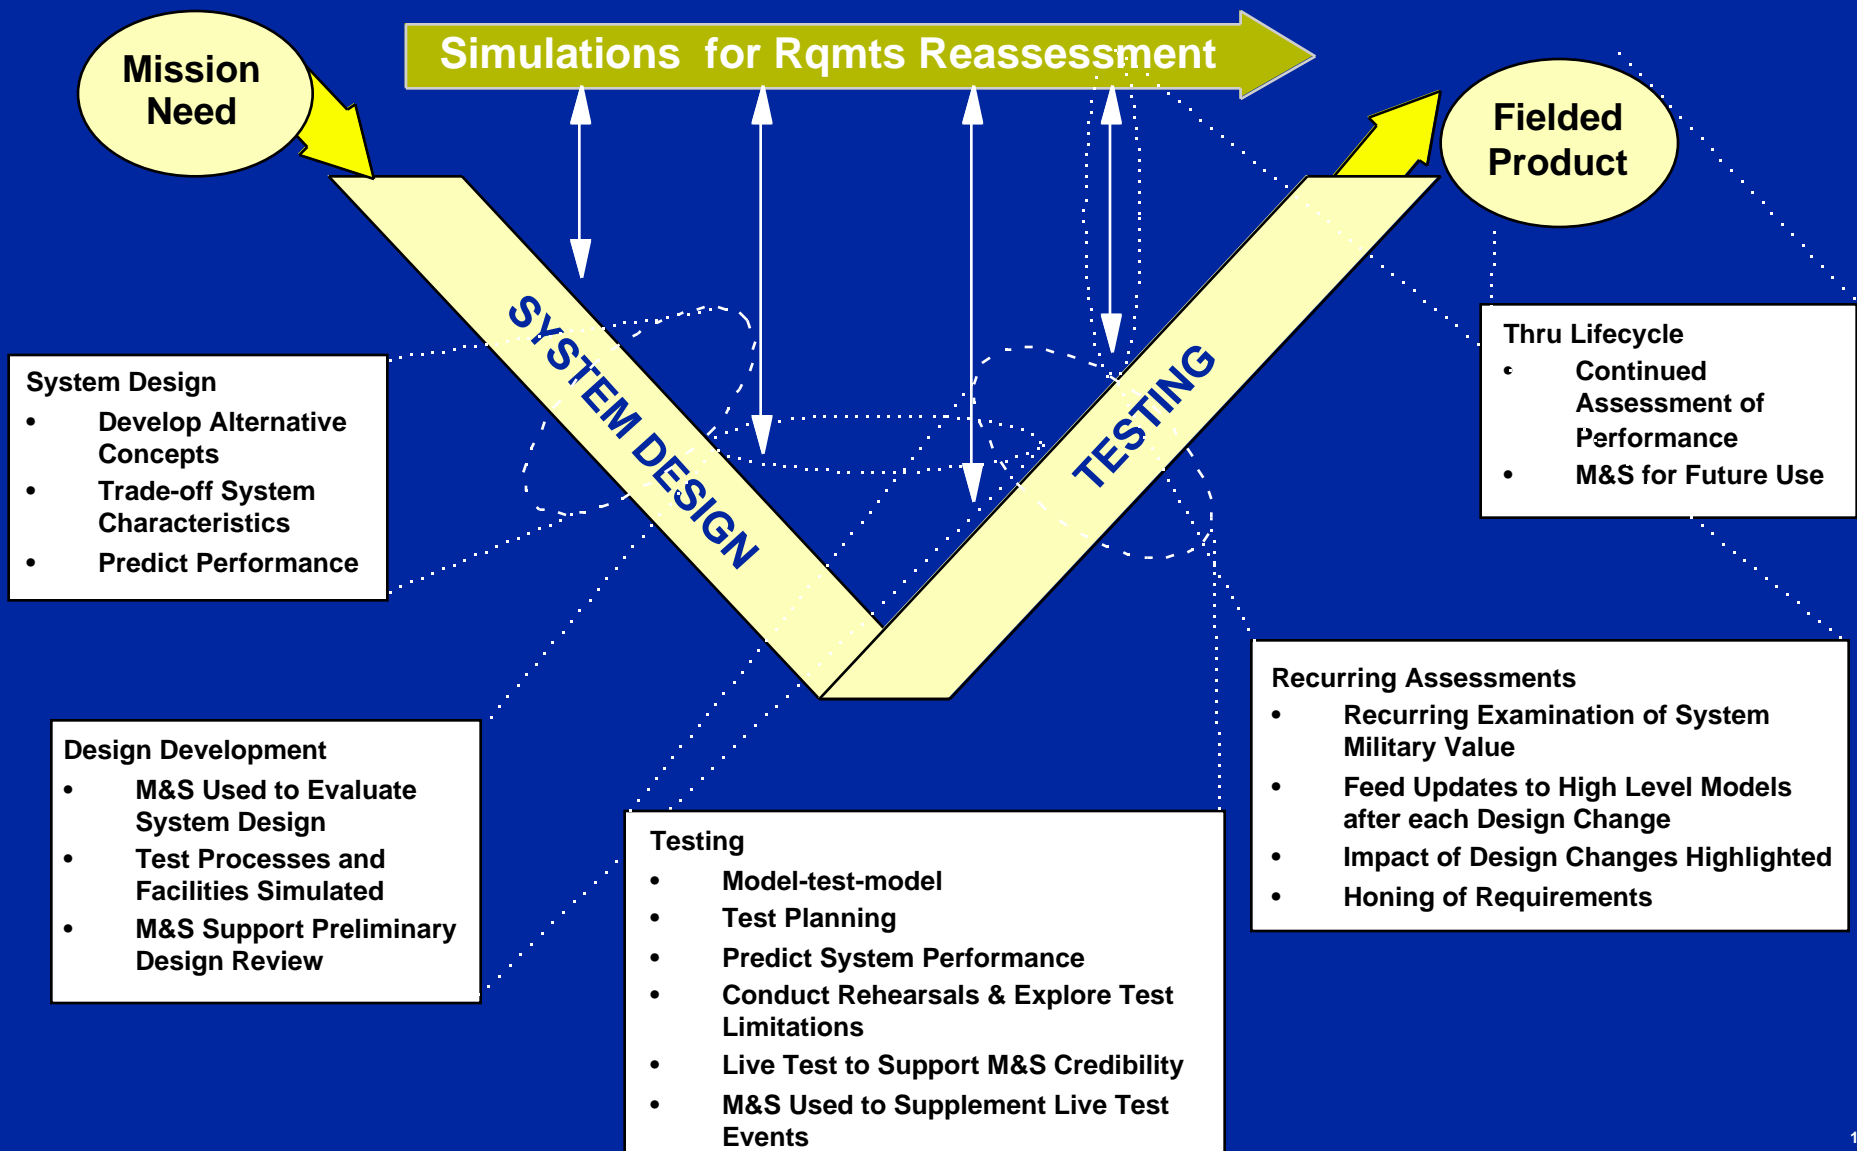 Simulations for Rqmts Reassessment
Mission
Need
Fielded
Product
SYSTEM DESIGN
TESTING
System Design
• Develop Alternative
Concepts
• Trade-off System
Characteristics
• Predict Performance
Thru Lifecycle
• Continued
Assessment of
Performance
• M&S for Future Use
Design Development
• M&S Used to Evaluate
System Design
• Test Processes and
Facilities Simulated
• M&S Support Preliminary
Design Review
Testing
• Model-test-model
• Test Planning
• Predict System Performance
• Conduct Rehearsals & Explore Test
Limitations
• Live Test to Support M&S Credibility
• M&S Used to Supplement Live Test
Events
Recurring Assessments
• Recurring Examination of System
Military Value
• Feed Updates to High Level Models
after each Design Change
• Impact of Design Changes Highlighted
• Honing of Requirements
1